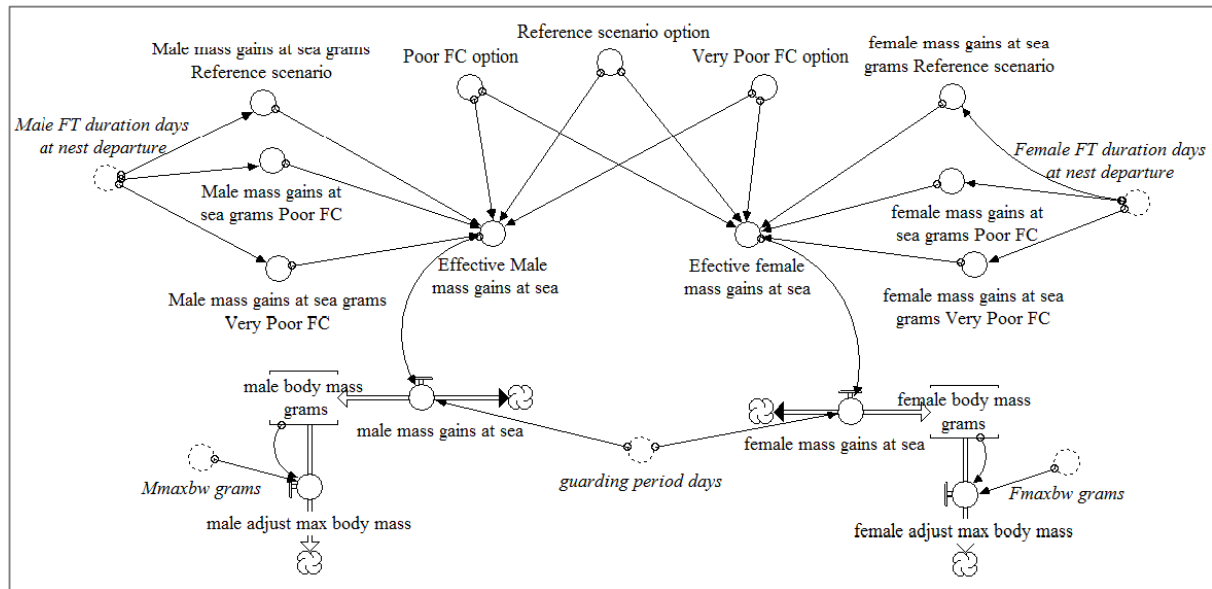 Male mass gains at sea grams
Reference scenario
Poor FC option
Reference scenario option
Very Poor FC option
female mass gains at sea
grams Reference scenario
Male FT duration days
at nest departure
Female FT duration days
at nest departure
Male mass gains at
sea grams Poor FC
female mass gains at
sea grams Poor FC
Effective Male
mass gains at sea
Efective female
mass gains at sea
Male mass gains at sea grams
Very Poor FC
female mass gains at sea
grams Very Poor FC
male body mass
grams
male mass gains at sea
female mass gains at sea
female body mass
grams
Mmaxbw grams
guarding period days
Fmaxbw grams
male adjust max body mass
female adjust max body mass